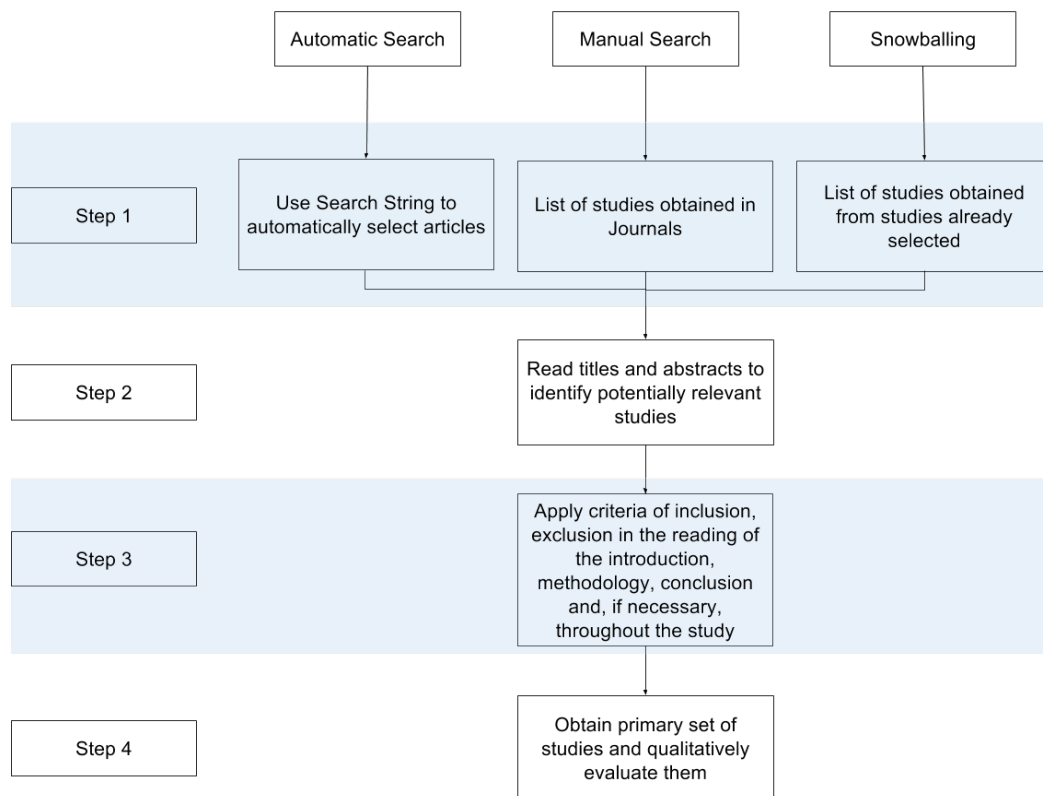 Automatic Search
Manual Search
Snowballing
Step 1
Use Search String to
automatically select articles
List of studies obtained in
Journals
List of studies obtained
from studies already
selected
Step 2
Read titles and abstracts to
identify potentially relevant
studies
Step 3
Apply criteria of inclusion,
exclusion in the reading of
the introduction,
methodology, conclusion
and, if necessary,
throughout the study
Step 4
Obtain primary set of
studies and qualitatively
evaluate them